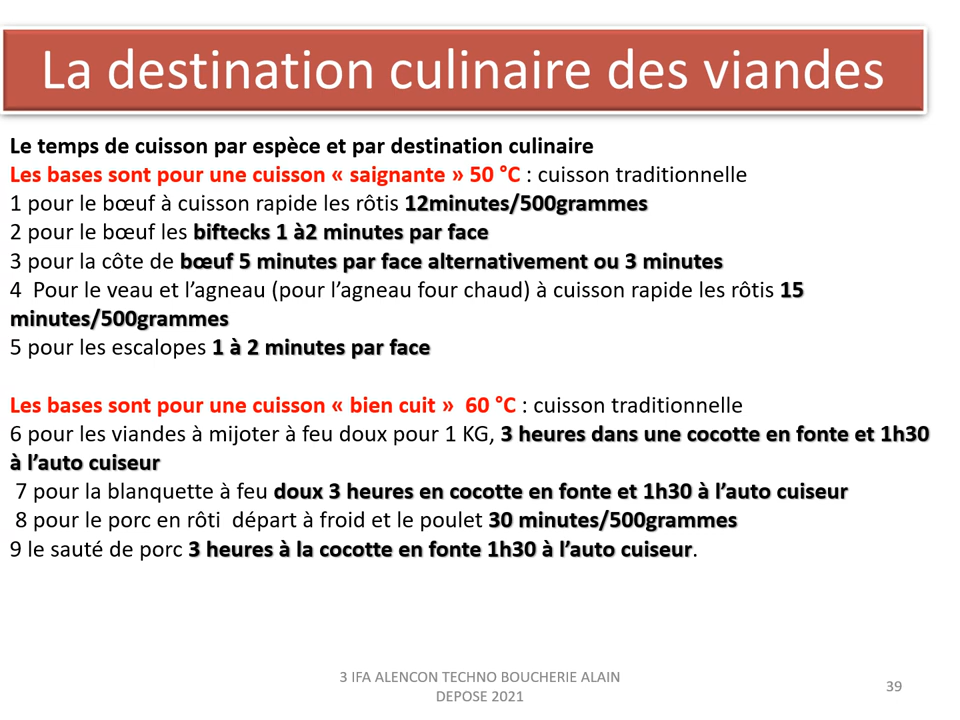 La destination culinaire des viandes
Le temps de cuisson par espèce et par destination culinaire
Les bases sont pour une cuisson « saignante » 50 °C : cuisson traditionnelle
1 pour le bœuf à cuisson rapide les rôtis 12minutes/500grammes
2 pour le bœuf les biftecks 1 à2 minutes par face
3 pour la côte de bœuf 5 minutes par face alternativement ou 3 minutes
4 Pour le veau et l’agneau (pour l’agneau four chaud) à cuisson rapide les rôtis 15
minutes/500grammes
5 pour les escalopes 1 à 2 minutes par face
Les bases sont pour une cuisson « bien cuit » 60 °C : cuisson traditionnelle
6 pour les viandes à mijoter à feu doux pour 1 KG, 3 heures dans une cocotte en fonte et 1h30
à l’auto cuiseur
7 pour la blanquette à feu doux 3 heures en cocotte en fonte et 1h30 à l’auto cuiseur
8 pour le porc en rôti départ à froid et le poulet 30 minutes/500grammes
9 le sauté de porc 3 heures à la cocotte en fonte 1h30 à l’auto cuiseur.
3 IFA ALENCON TECHNO BOUCHERIE ALAIN
DEPOSE 2021
39